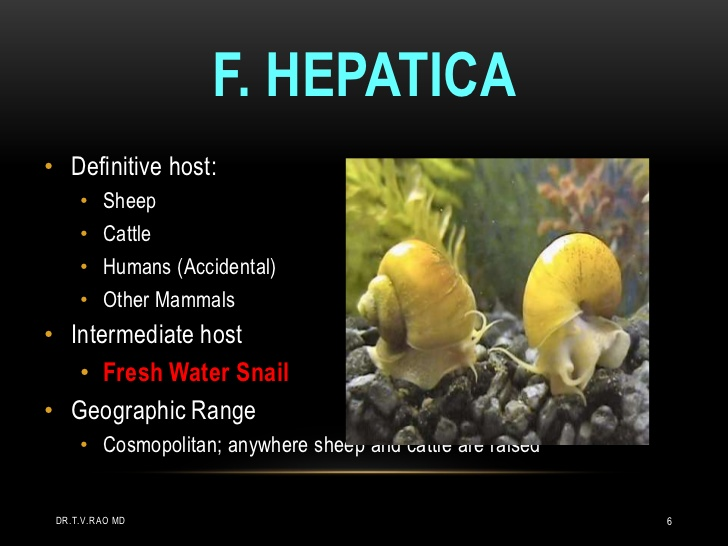 F. HEPATICA
• Definitive host:
• Sheep
• Cattle
• Humans (Accidental)
• Other Mammals
• Intermediate host
• Fresh Water Snail
• Geographic Range
• Cosmopolitan; anywhere sheep and cattle are raised
DR.T.V.RAO MD
6